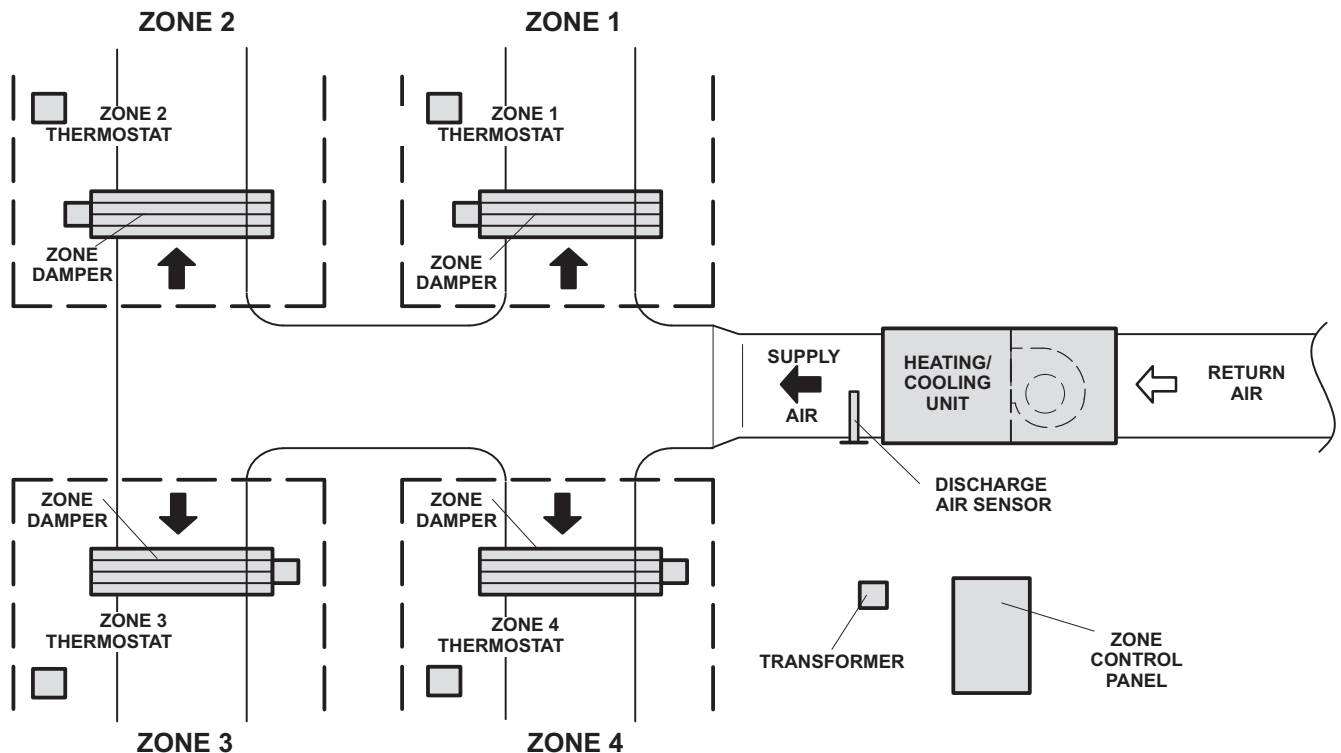 ZONE 2
ZONE 1
ZONE 2
THERMOSTAT
ZONE 1
THERMOSTAT
ZONE
DAMPER
ZONE
DAMPER
SUPPLY
AIR
HEATING/
COOLING
UNIT
RETURN
AIR
DISCHARGE
AIR SENSOR
ZONE
DAMPER
ZONE
DAMPER
ZONE 3
THERMOSTAT
ZONE 4
THERMOSTAT
TRANSFORMER
ZONE
CONTROL
PANEL
ZONE 3
ZONE 4